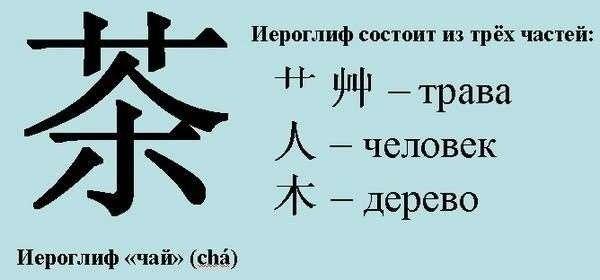 茶
Иероглиф состоит из трёх частей:
艹 艸 – трава
人 – человек
木 – дерево
Иероглиф «чай» (chá)